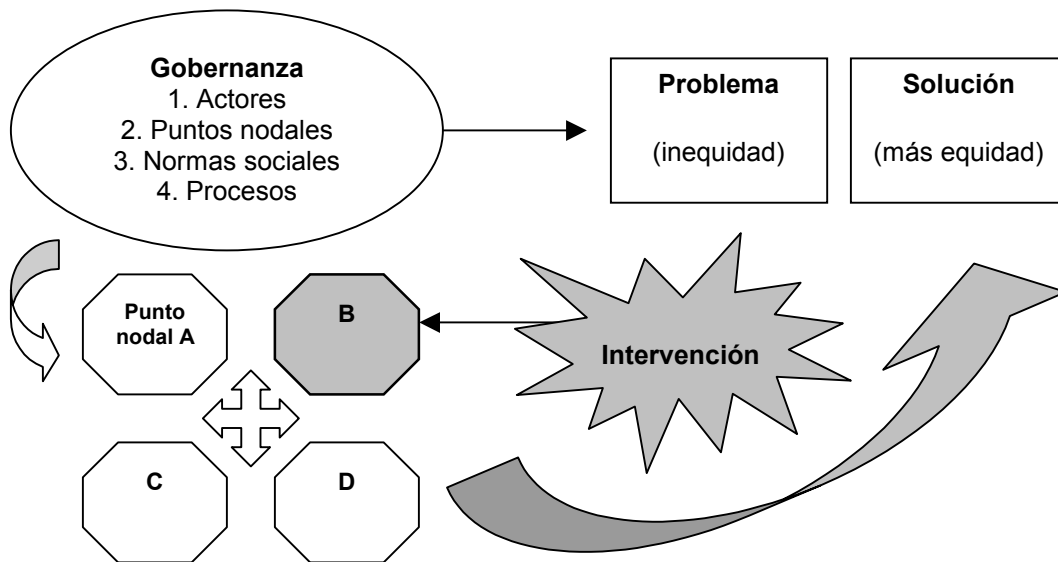 Gobernanza
1. Actores
2. Puntos nodales
3. Normas sociales
4. Procesos
Problema
(inequidad)
Solución
(más equidad)
Punto
nodal A
B
Intervención
C
D